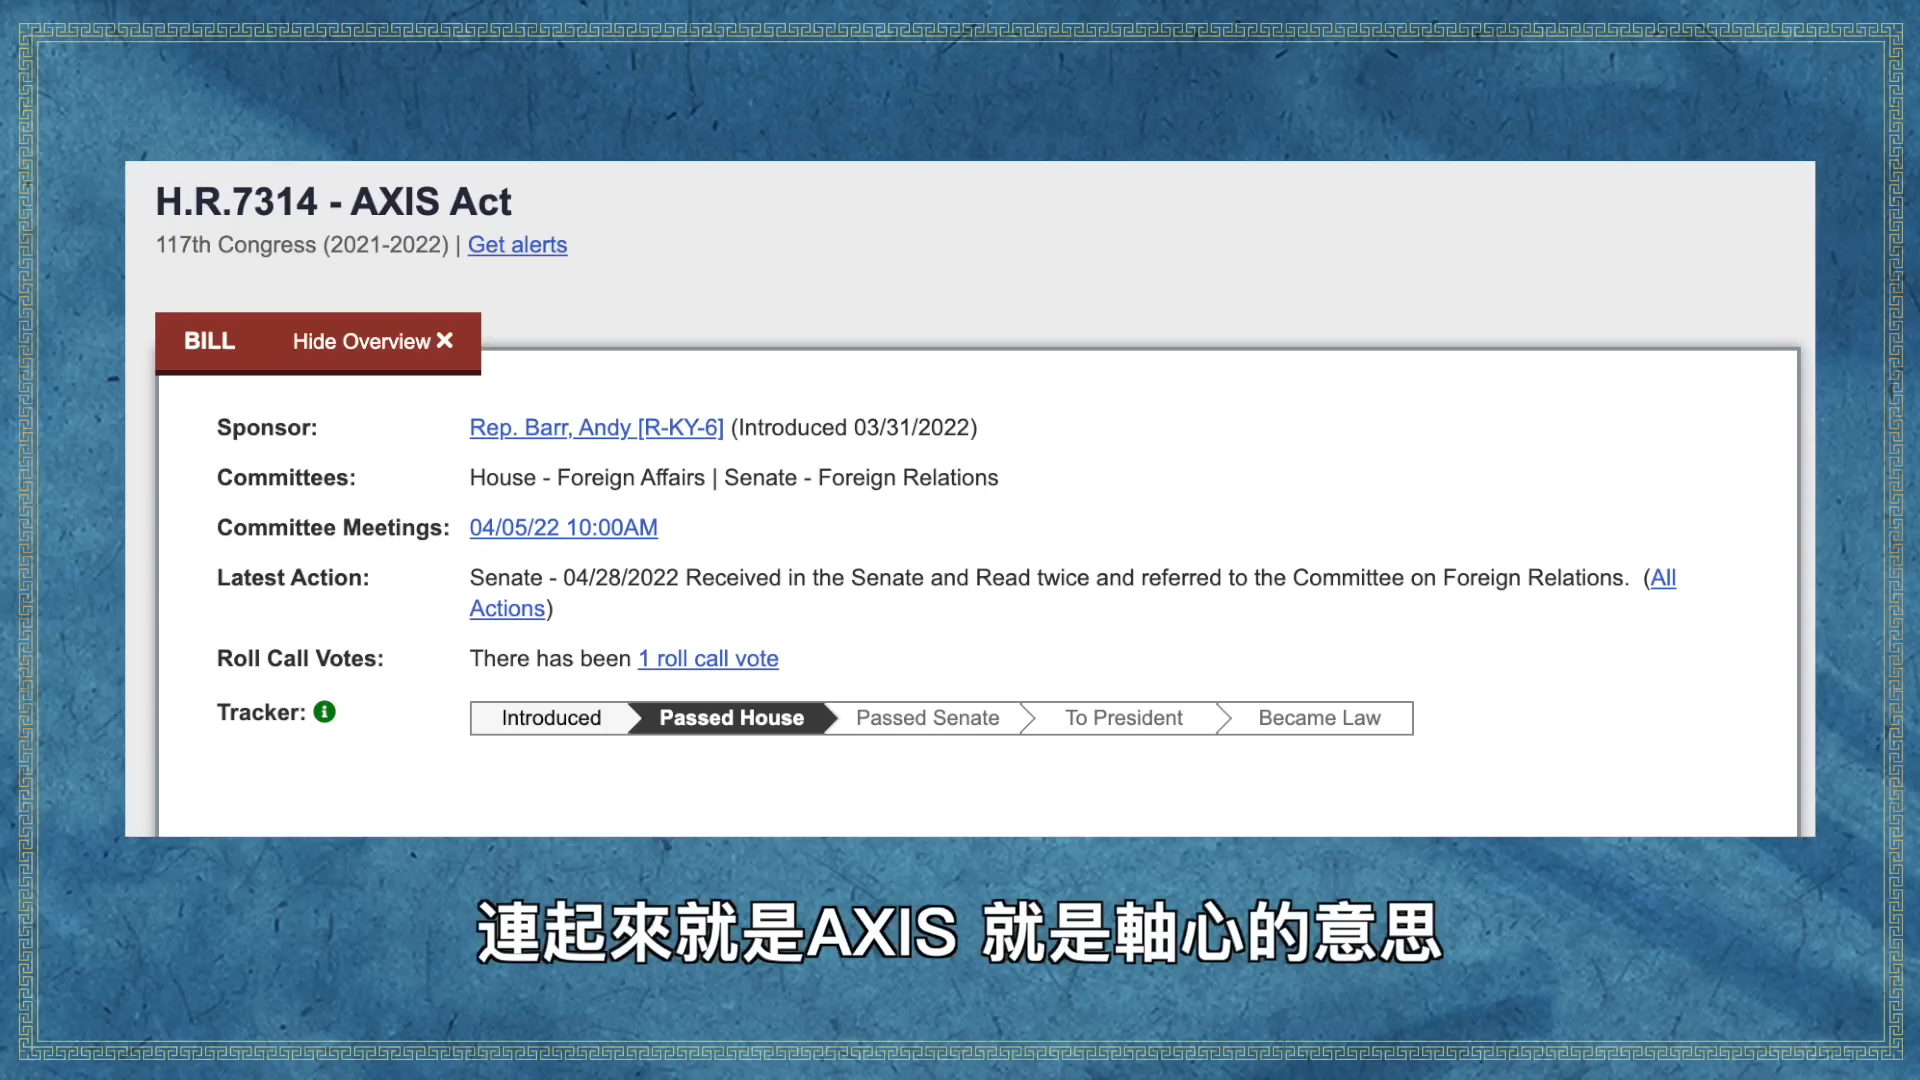 H.R.7314 - AXIS Act
117th Congress (2021-2022) | Get alerts
BILL Hide Overview ✕
Sponsor: Rep. Barr, Andy [R-KY-6] (Introduced 03/31/2022)
Committees: House - Foreign Affairs | Senate - Foreign Relations
Committee Meetings: 04/05/22 10:00AM
Latest Action: Senate - 04/28/2022 Received in the Senate and Read twice and referred to the Committee on Foreign Relations. (All
Actions)
Roll Call Votes: There has been 1 roll call vote
Tracker: Introduced Passed House Passed Senate To President Became Law
連起來就是AXIS 就是軸心的意思